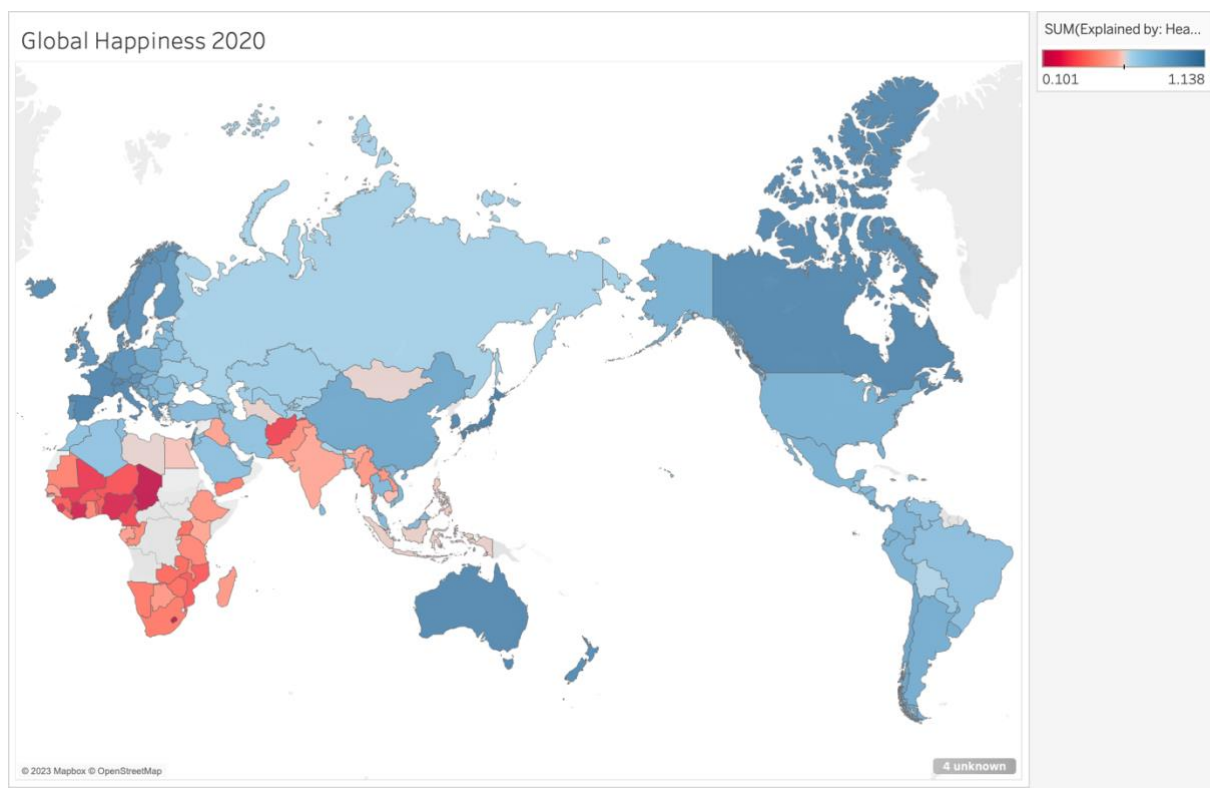 Global Happiness 2020
SUM(Explained by: Hea...
0.101 1.138
© 2023 Mapbox © OpenStreetMap
4 unknown